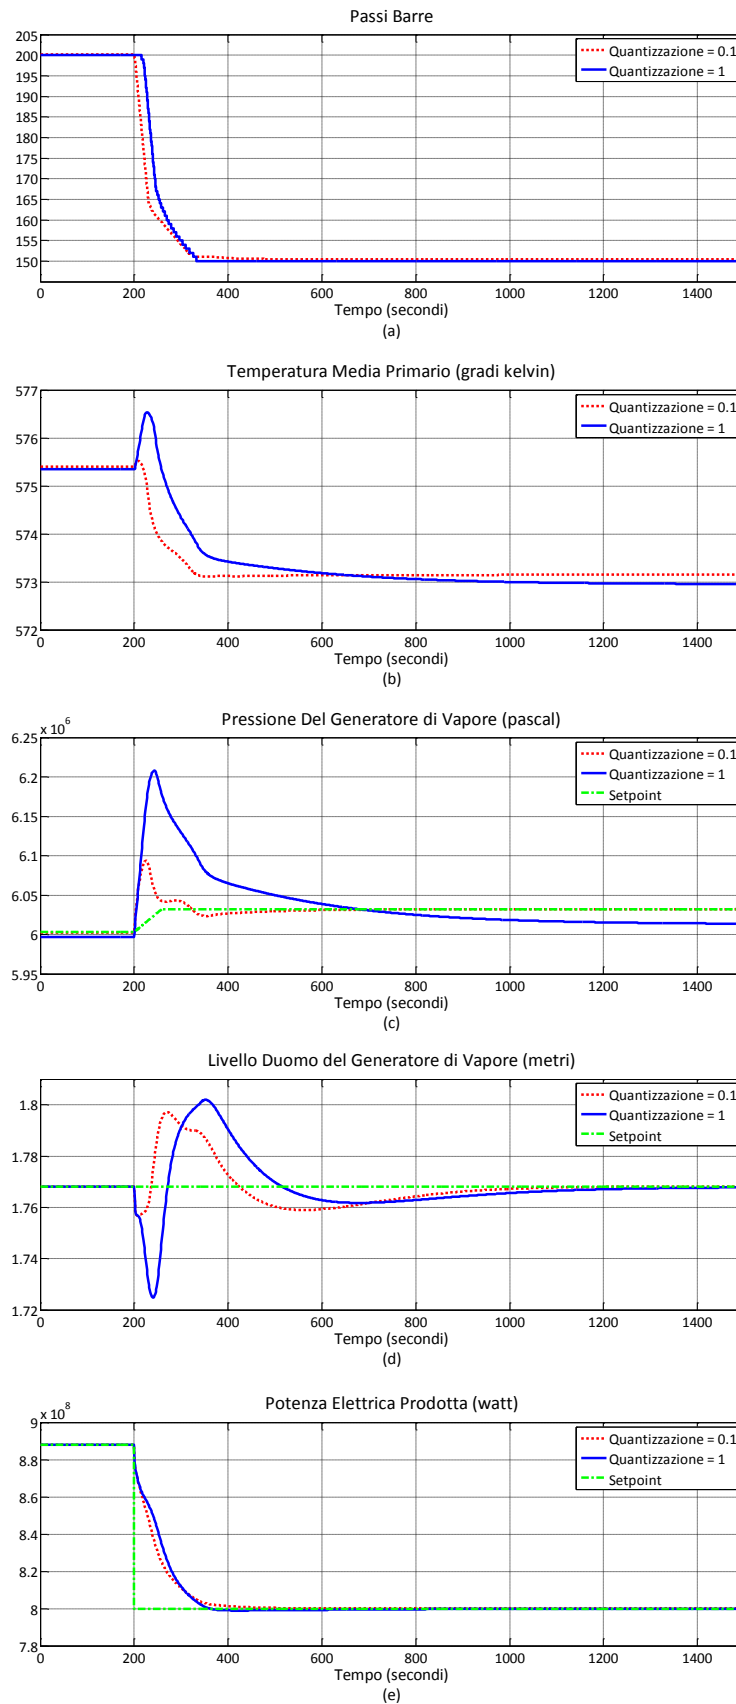 Passi Barre
205
200
195
190
185
180
175
170
165
160
155
150
Quantizzazione = 0.1
Quantizzazione = 1
0 200 400 600 800 1000 1200 1400
Tempo (secondi)
(a)
Temperatura Media Primario (gradi kelvin)
577
576
575
574
573
572
Quantizzazione = 0.1
Quantizzazione = 1
0 200 400 600 800 1000 1200 1400
Tempo (secondi)
(b)
Pressione Del Generatore di Vapore (pascal)
x 10^6
6.25
6.2
6.15
6.1
6.05
6
5.95
Quantizzazione = 0.1
Quantizzazione = 1
Setpoint
0 200 400 600 800 1000 1200 1400
Tempo (secondi)
(c)
Livello Duomo del Generatore di Vapore (metri)
1.8
1.78
1.76
1.74
1.72
Quantizzazione = 0.1
Quantizzazione = 1
Setpoint
0 200 400 600 800 1000 1200 1400
Tempo (secondi)
(d)
Potenza Elettrica Prodotta (watt)
x 10^8
9
8.8
8.6
8.4
8.2
8
7.8
Quantizzazione = 0.1
Quantizzazione = 1
Setpoint
0 200 400 600 800 1000 1200 1400
Tempo (secondi)
(e)